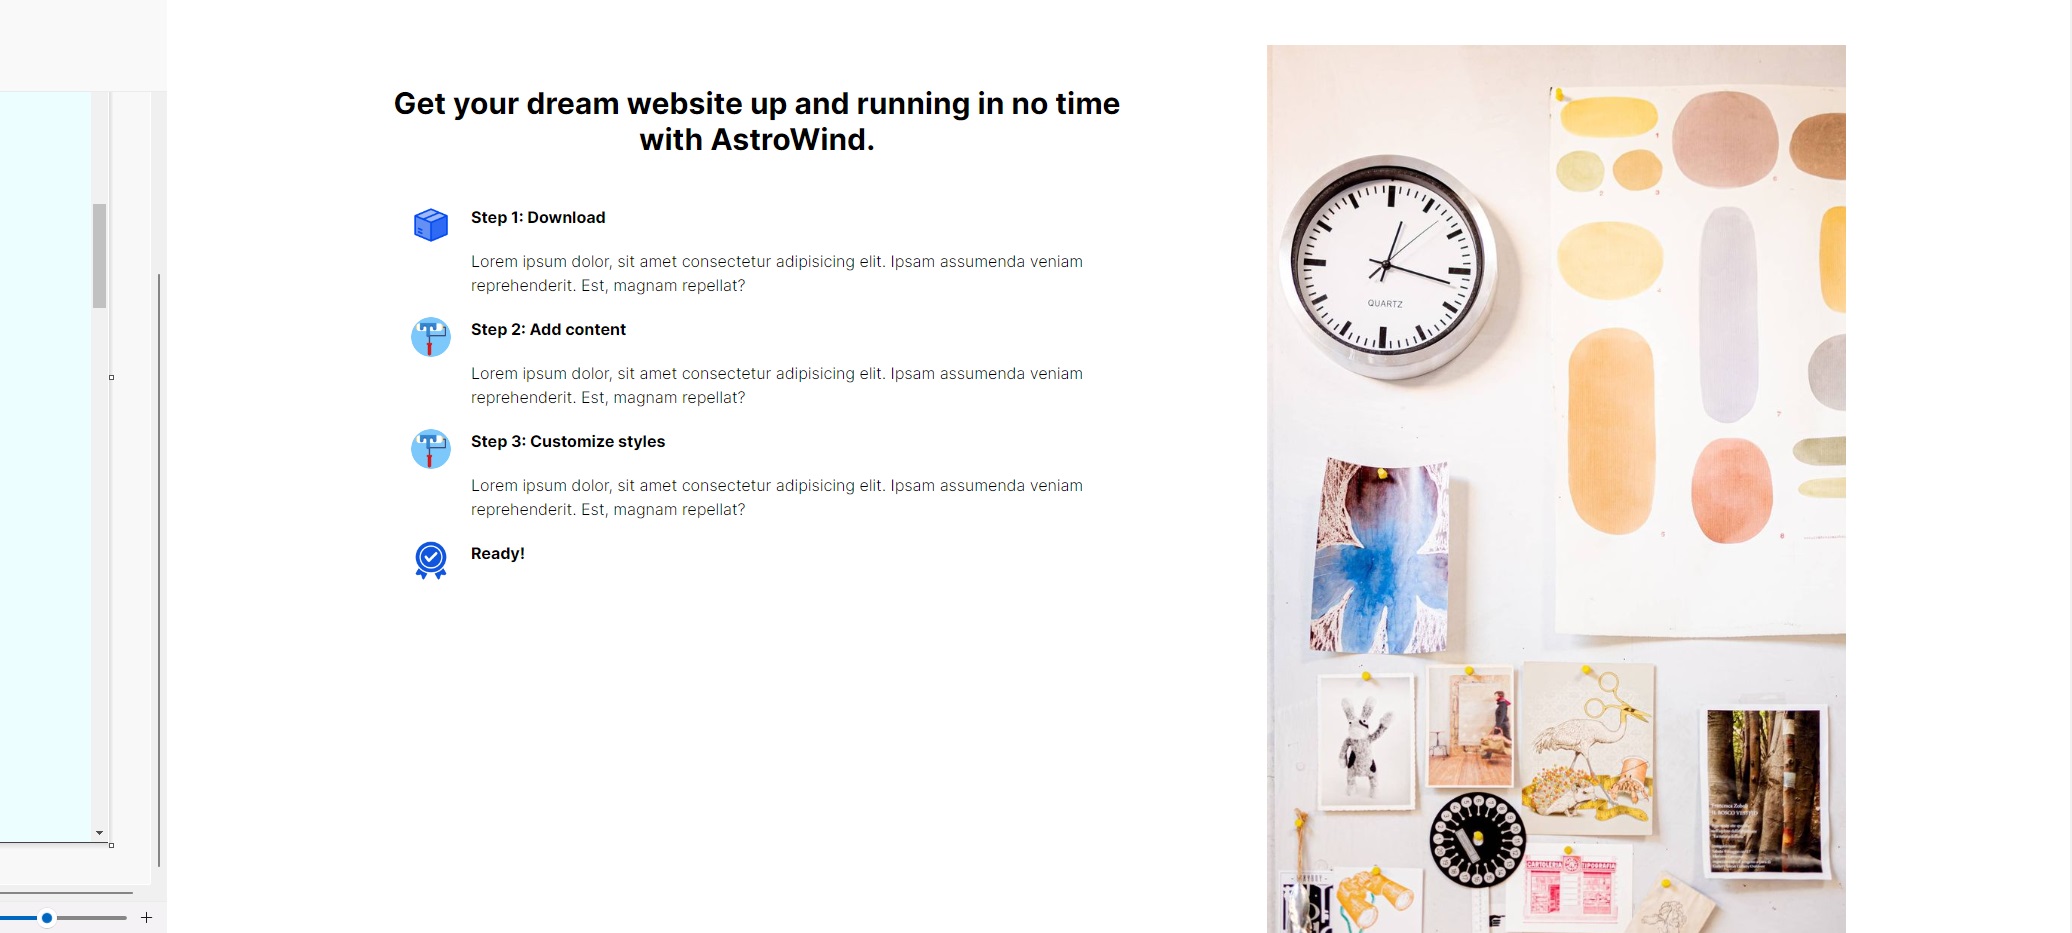 Get your dream website up and running in no time
with AstroWind.
Step 1: Download
Lorem ipsum dolor, sit amet consectetur adipisicing elit. Ipsam assumenda veniam
reprehenderit. Est, magnam repellat?
Step 2: Add content
Lorem ipsum dolor, sit amet consectetur adipisicing elit. Ipsam assumenda veniam
reprehenderit. Est, magnam repellat?
Step 3: Customize styles
Lorem ipsum dolor, sit amet consectetur adipisicing elit. Ipsam assumenda veniam
reprehenderit. Est, magnam repellat?
Ready!
QUARTZ
CARTOLERIA TIPOGRAFIA